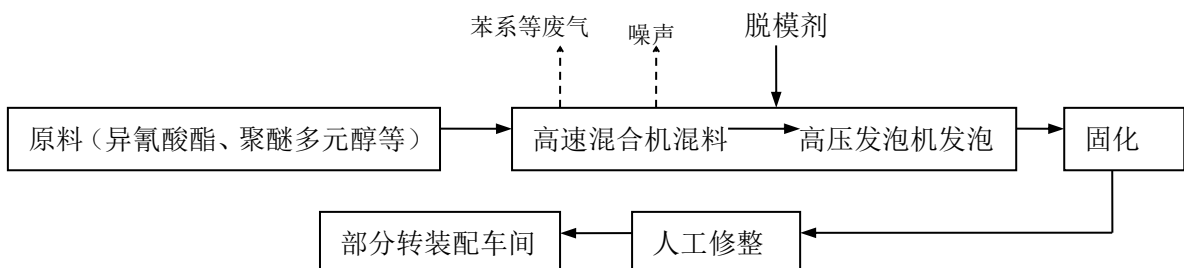 苯系等废气
噪声
脱模剂
原料（异氰酸酯、聚醚多元醇等）
高速混合机混料
高压发泡机发泡
固化
部分转装配车间
人工修整